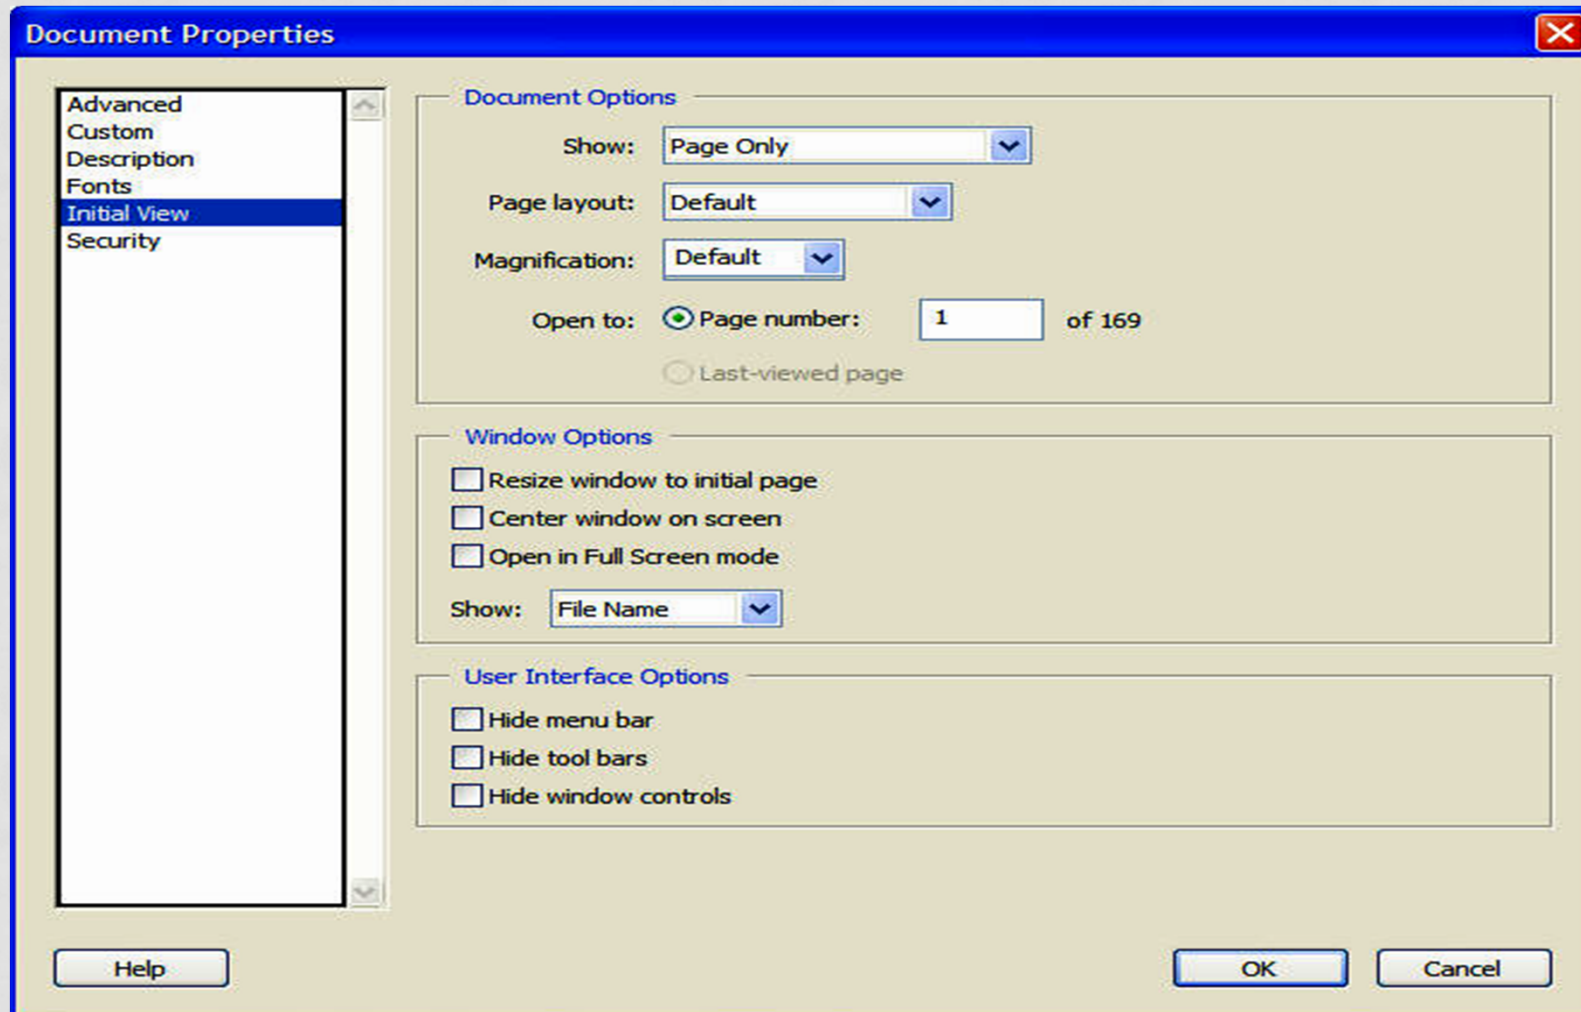 Document Properties
Advanced
Custom
Description
Fonts
Initial View
Security
Document Options
Show: Page Only
Page layout: Default
Magnification: Default
Open to: Page number: 1 of 169
Last-viewed page
Window Options
Resize window to initial page
Center window on screen
Open in Full Screen mode
Show: File Name
User Interface Options
Hide menu bar
Hide tool bars
Hide window controls
Help OK Cancel